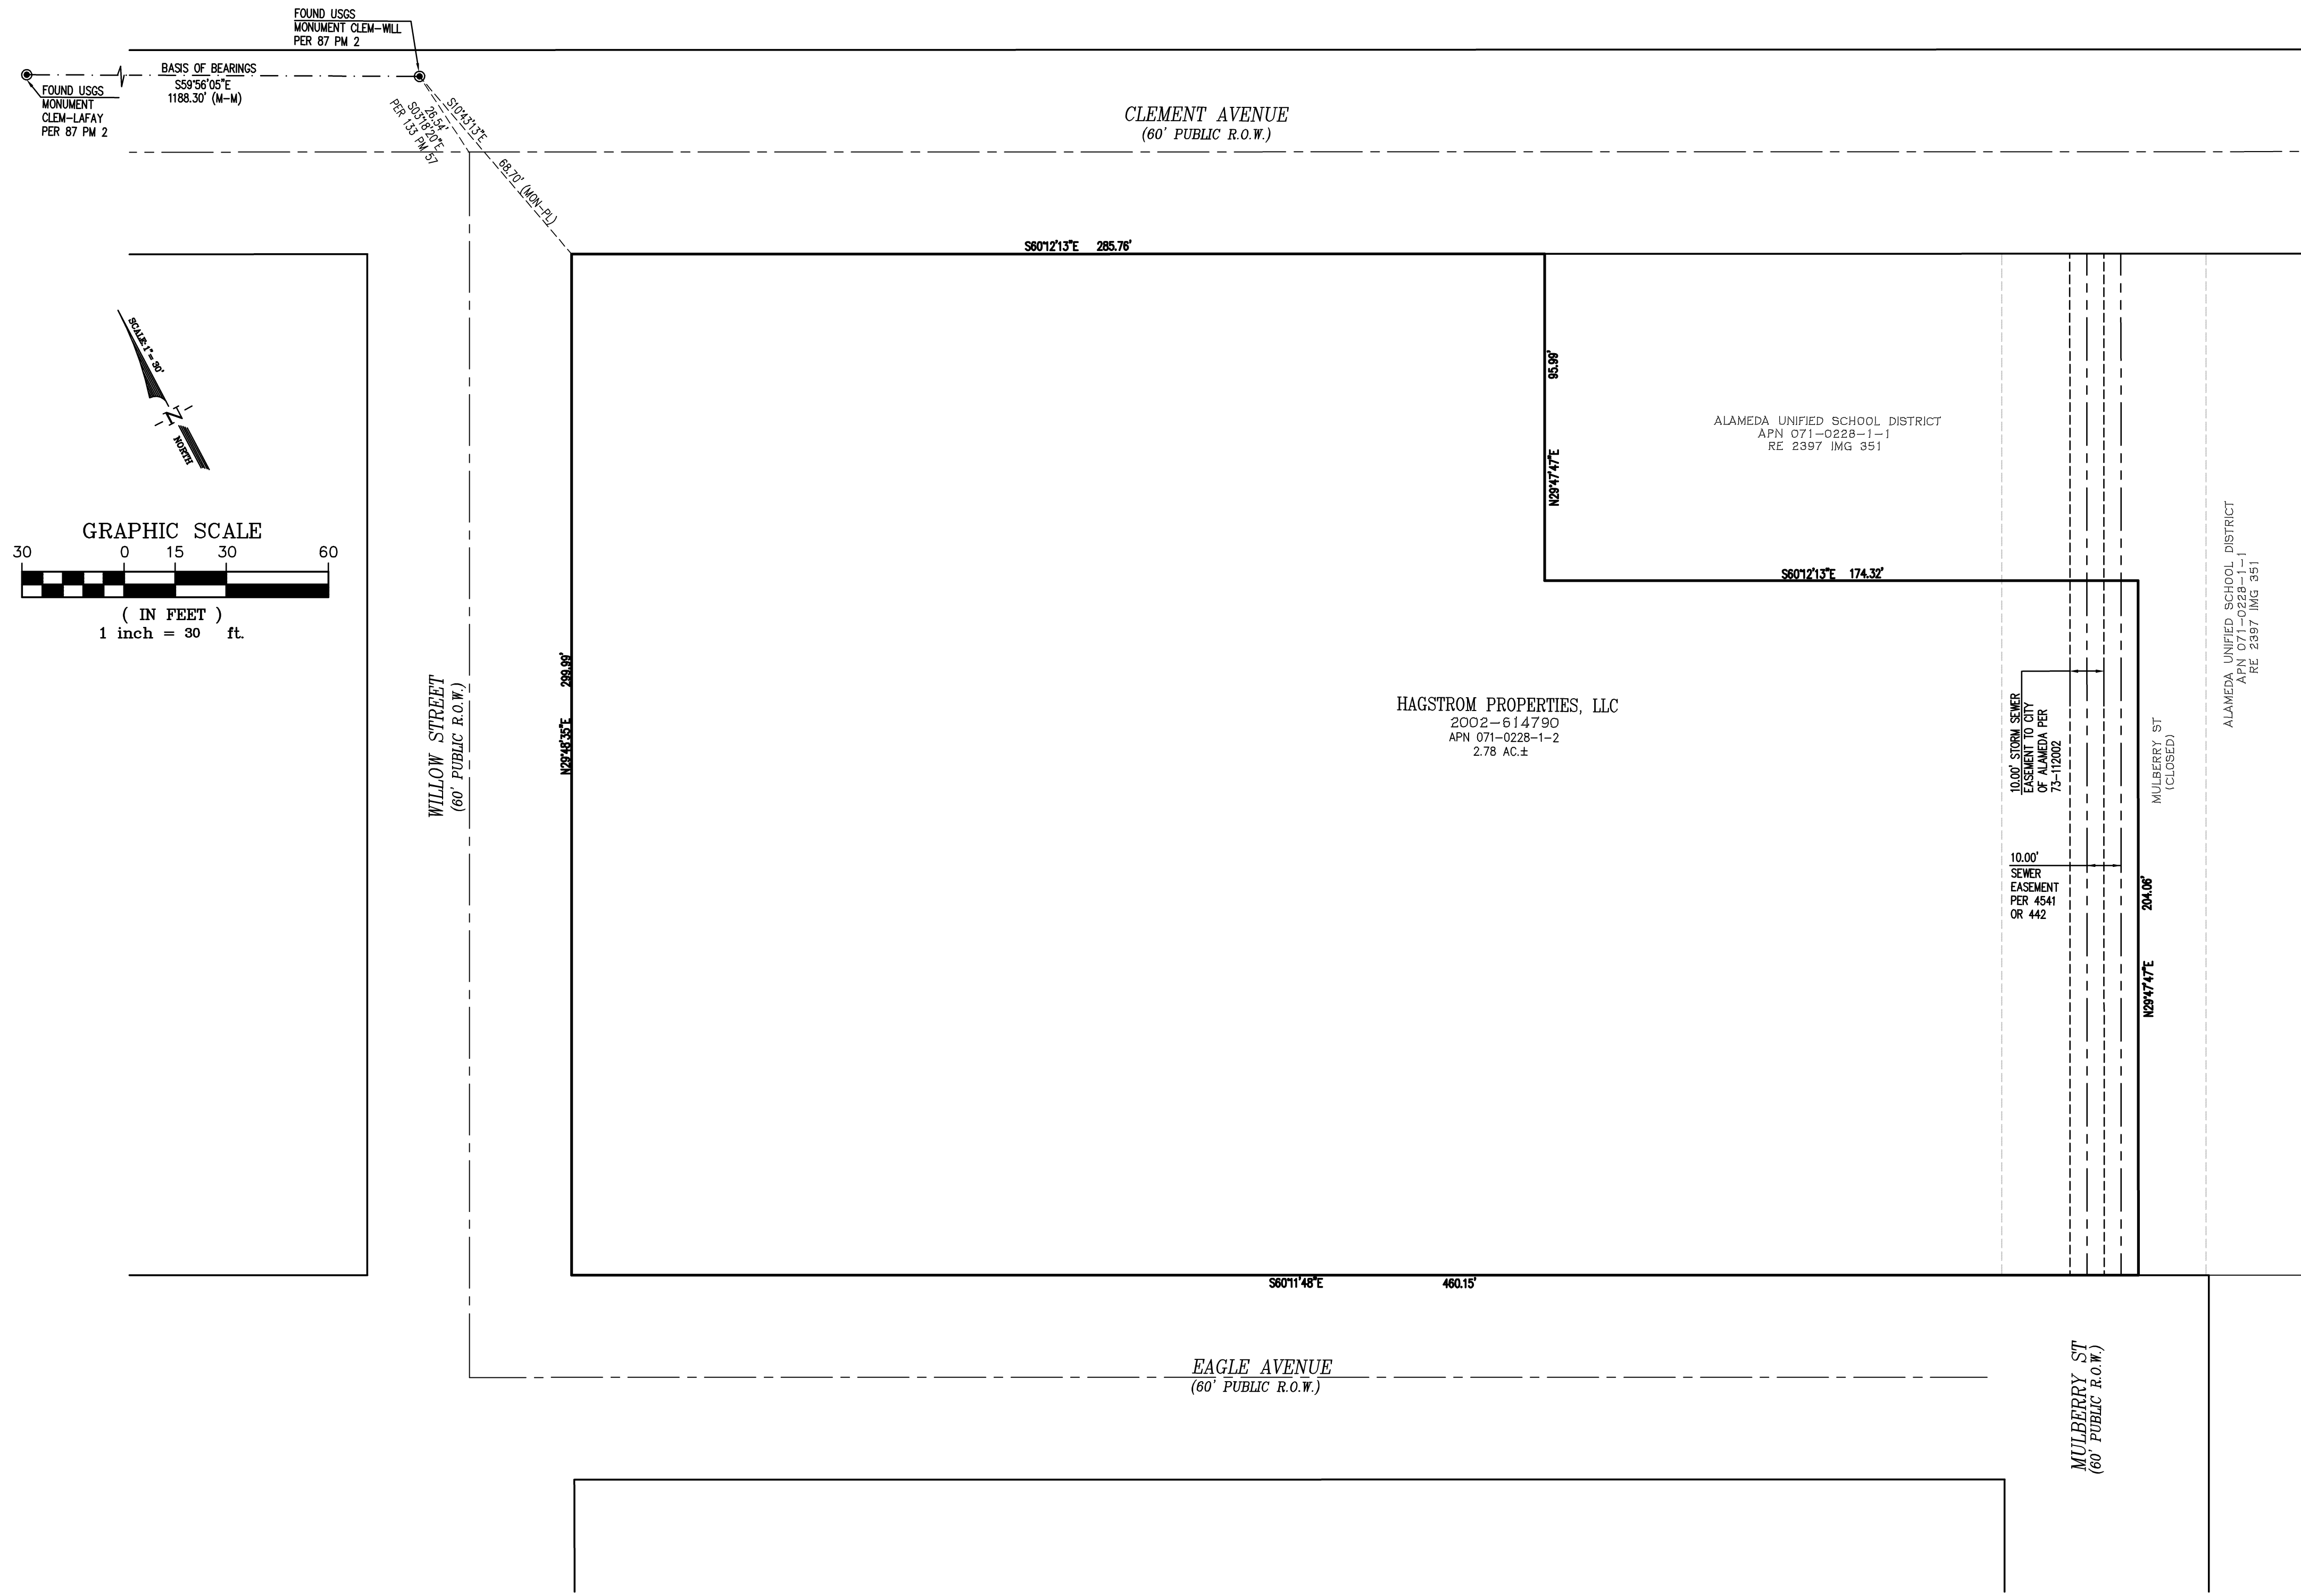 FOUND USGS
MONUMENT CLEM-WILL
PER 87 PM 2
BASIS OF BEARINGS
S59°56'05"E
1188.30' (M-M)
FOUND USGS
MONUMENT
CLEM-LAFAY
PER 87 PM 2
S10°43'13"E
68.70' (MON-PL)
26.54'
S03°18'20"E
PER 133 PM 57
CLEMENT AVENUE
(60' PUBLIC R.O.W.)
S60°12'13"E 285.76'
SCALE: 1" = 30'
N
NORTH
GRAPHIC SCALE
30 0 15 30 60
( IN FEET )
1 inch = 30 ft.
95.99'
N29°47'47"E
ALAMEDA UNIFIED SCHOOL DISTRICT
APN 071-0228-1-1
RE 2397 IMG 351
S60°12'13"E 174.32'
WILLOW STREET
(60' PUBLIC R.O.W.)
N29°48'35"E 299.99'
HAGSTROM PROPERTIES, LLC
2002-614790
APN 071-0228-1-2
2.78 AC.±
10.00' STORM SEWER
EASEMENT TO CITY
OF ALAMEDA PER
73-112002
MULBERRY ST
(CLOSED)
ALAMEDA UNIFIED SCHOOL DISTRICT
APN 071-0228-1-1
RE 2397 IMG 351
10.00'
SEWER
EASEMENT
PER 4541
OR 442
N29°47'47"E 204.06'
S60°11'48"E 460.15'
EAGLE AVENUE
(60' PUBLIC R.O.W.)
MULBERRY ST
(60' PUBLIC R.O.W.)